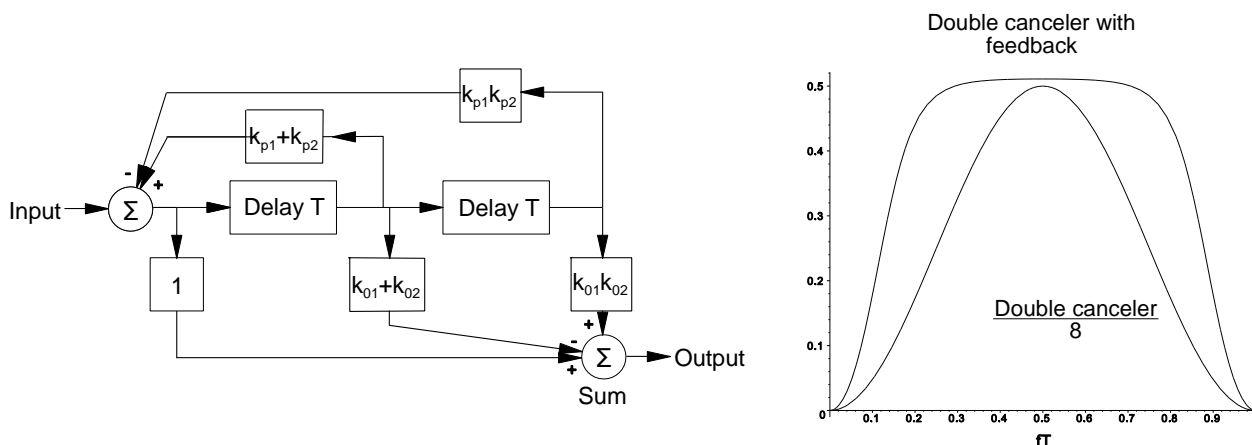 k_p1k_p2
k_p1+k_p2
-
+
Input
Σ
Delay T
Delay T
1
k_01+k_02
k_01k_02
+
-
+
Σ
Output
Sum
Double canceler with
feedback
0.5
0.4
0.3
0.2
0.1
0
Double canceler
8
0.1 0.2 0.3 0.4 0.5 0.6 0.7 0.8 0.9
fT